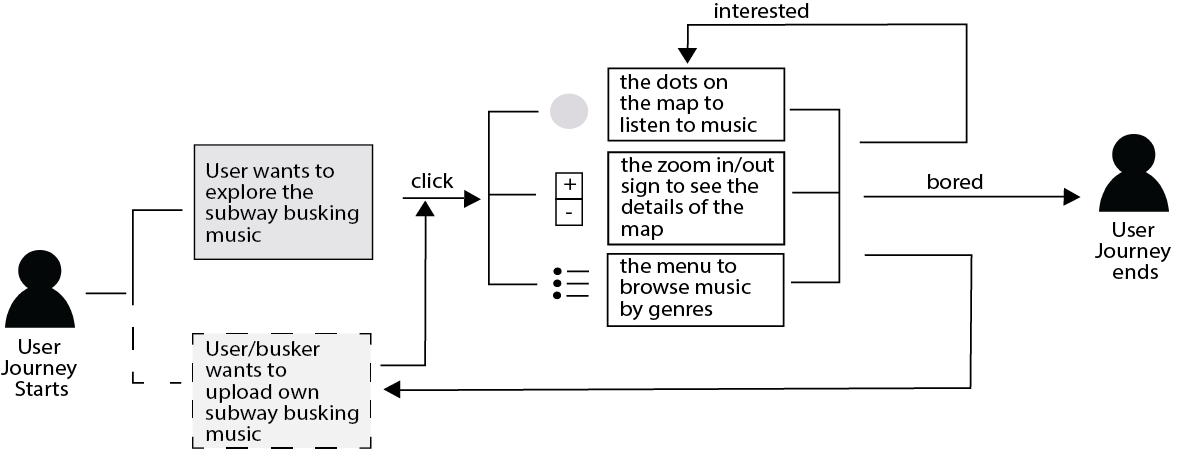 interested
the dots on
the map to
listen to music
User wants to
explore the
subway busking
music
click
+
-
the zoom in/out
sign to see the
details of the
map
bored
User
Journey
ends
the menu to
browse music
by genres
User
Journey
Starts
User/busker
wants to
upload own
subway busking
music